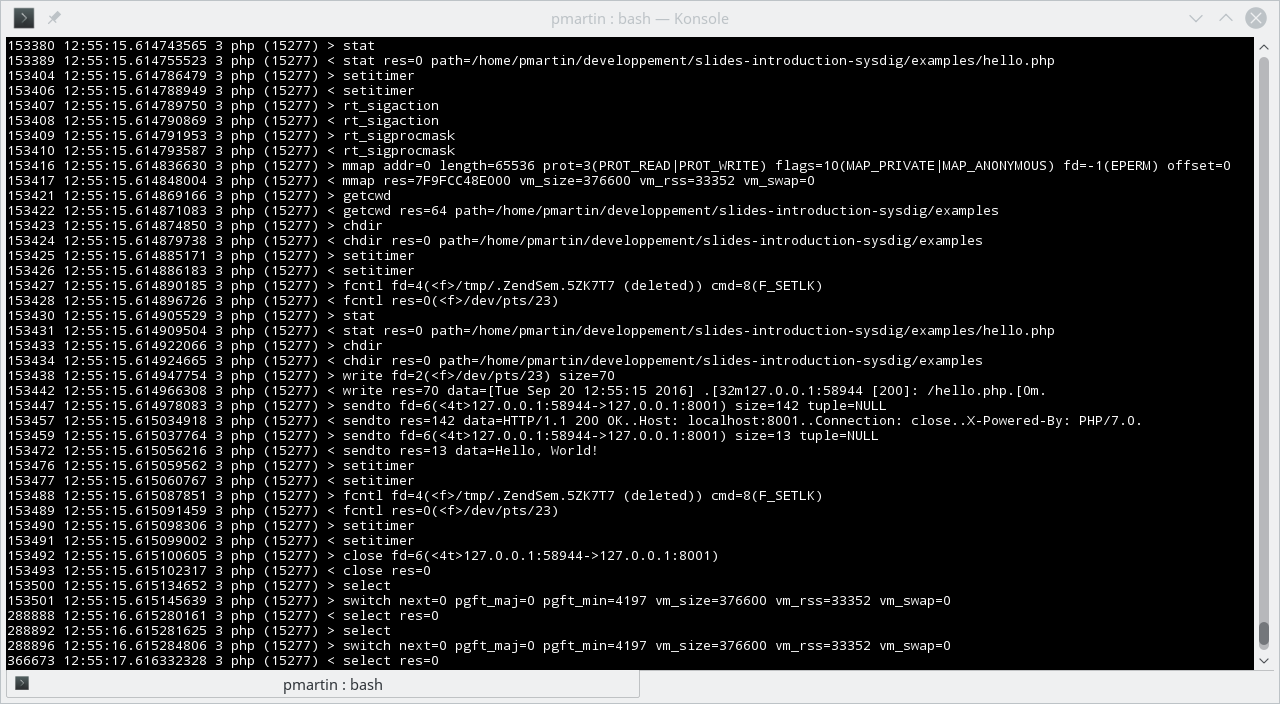 pmartin : bash — Konsole
153380 12:55:15.614743565 3 php (15277) > stat
153389 12:55:15.614755523 3 php (15277) < stat res=0 path=/home/pmartin/developpement/slides-introduction-sysdig/examples/hello.php
153404 12:55:15.614786479 3 php (15277) > setitimer
153406 12:55:15.614788949 3 php (15277) < setitimer
153407 12:55:15.614789750 3 php (15277) > rt_sigaction
153408 12:55:15.614790869 3 php (15277) < rt_sigaction
153409 12:55:15.614791953 3 php (15277) > rt_sigprocmask
153410 12:55:15.614793587 3 php (15277) < rt_sigprocmask
153416 12:55:15.614836630 3 php (15277) > mmap addr=0 length=65536 prot=3(PROT_READ|PROT_WRITE) flags=10(MAP_PRIVATE|MAP_ANONYMOUS) fd=-1(EPERM) offset=0
153417 12:55:15.614848004 3 php (15277) < mmap res=7F9FCC48E000 vm_size=376600 vm_rss=33352 vm_swap=0
153421 12:55:15.614869166 3 php (15277) > getcwd
153422 12:55:15.614871083 3 php (15277) < getcwd res=64 path=/home/pmartin/developpement/slides-introduction-sysdig/examples
153423 12:55:15.614874850 3 php (15277) > chdir
153424 12:55:15.614879738 3 php (15277) < chdir res=0 path=/home/pmartin/developpement/slides-introduction-sysdig/examples
153425 12:55:15.614885171 3 php (15277) > setitimer
153426 12:55:15.614886183 3 php (15277) < setitimer
153427 12:55:15.614890185 3 php (15277) > fcntl fd=4(<f>/tmp/.ZendSem.5ZK7T7 (deleted)) cmd=8(F_SETLK)
153428 12:55:15.614896726 3 php (15277) < fcntl res=0(<f>/dev/pts/23)
153430 12:55:15.614905529 3 php (15277) > stat
153431 12:55:15.614909504 3 php (15277) < stat res=0 path=/home/pmartin/developpement/slides-introduction-sysdig/examples/hello.php
153433 12:55:15.614922066 3 php (15277) > chdir
153434 12:55:15.614924665 3 php (15277) < chdir res=0 path=/home/pmartin/developpement/slides-introduction-sysdig/examples
153438 12:55:15.614947754 3 php (15277) > write fd=2(<f>/dev/pts/23) size=70
153442 12:55:15.614966308 3 php (15277) < write res=70 data=[Tue Sep 20 12:55:15 2016] .[32m127.0.0.1:58944 [200]: /hello.php.[0m.
153447 12:55:15.614978083 3 php (15277) > sendto fd=6(<4t>127.0.0.1:58944->127.0.0.1:8001) size=142 tuple=NULL
153457 12:55:15.615034918 3 php (15277) < sendto res=142 data=HTTP/1.1 200 OK..Host: localhost:8001..Connection: close..X-Powered-By: PHP/7.0.
153459 12:55:15.615037764 3 php (15277) > sendto fd=6(<4t>127.0.0.1:58944->127.0.0.1:8001) size=13 tuple=NULL
153472 12:55:15.615056216 3 php (15277) < sendto res=13 data=Hello, World!
153476 12:55:15.615059562 3 php (15277) > setitimer
153477 12:55:15.615060767 3 php (15277) < setitimer
153488 12:55:15.615087851 3 php (15277) > fcntl fd=4(<f>/tmp/.ZendSem.5ZK7T7 (deleted)) cmd=8(F_SETLK)
153489 12:55:15.615091459 3 php (15277) < fcntl res=0(<f>/dev/pts/23)
153490 12:55:15.615098306 3 php (15277) > setitimer
153491 12:55:15.615099002 3 php (15277) < setitimer
153492 12:55:15.615100605 3 php (15277) > close fd=6(<4t>127.0.0.1:58944->127.0.0.1:8001)
153493 12:55:15.615102317 3 php (15277) < close res=0
153500 12:55:15.615134652 3 php (15277) > select
153501 12:55:15.615145639 3 php (15277) > switch next=0 pgft_maj=0 pgft_min=4197 vm_size=376600 vm_rss=33352 vm_swap=0
288888 12:55:16.615280161 3 php (15277) < select res=0
288892 12:55:16.615281625 3 php (15277) > select
288896 12:55:16.615284806 3 php (15277) > switch next=0 pgft_maj=0 pgft_min=4197 vm_size=376600 vm_rss=33352 vm_swap=0
366673 12:55:17.616332328 3 php (15277) < select res=0
pmartin : bash